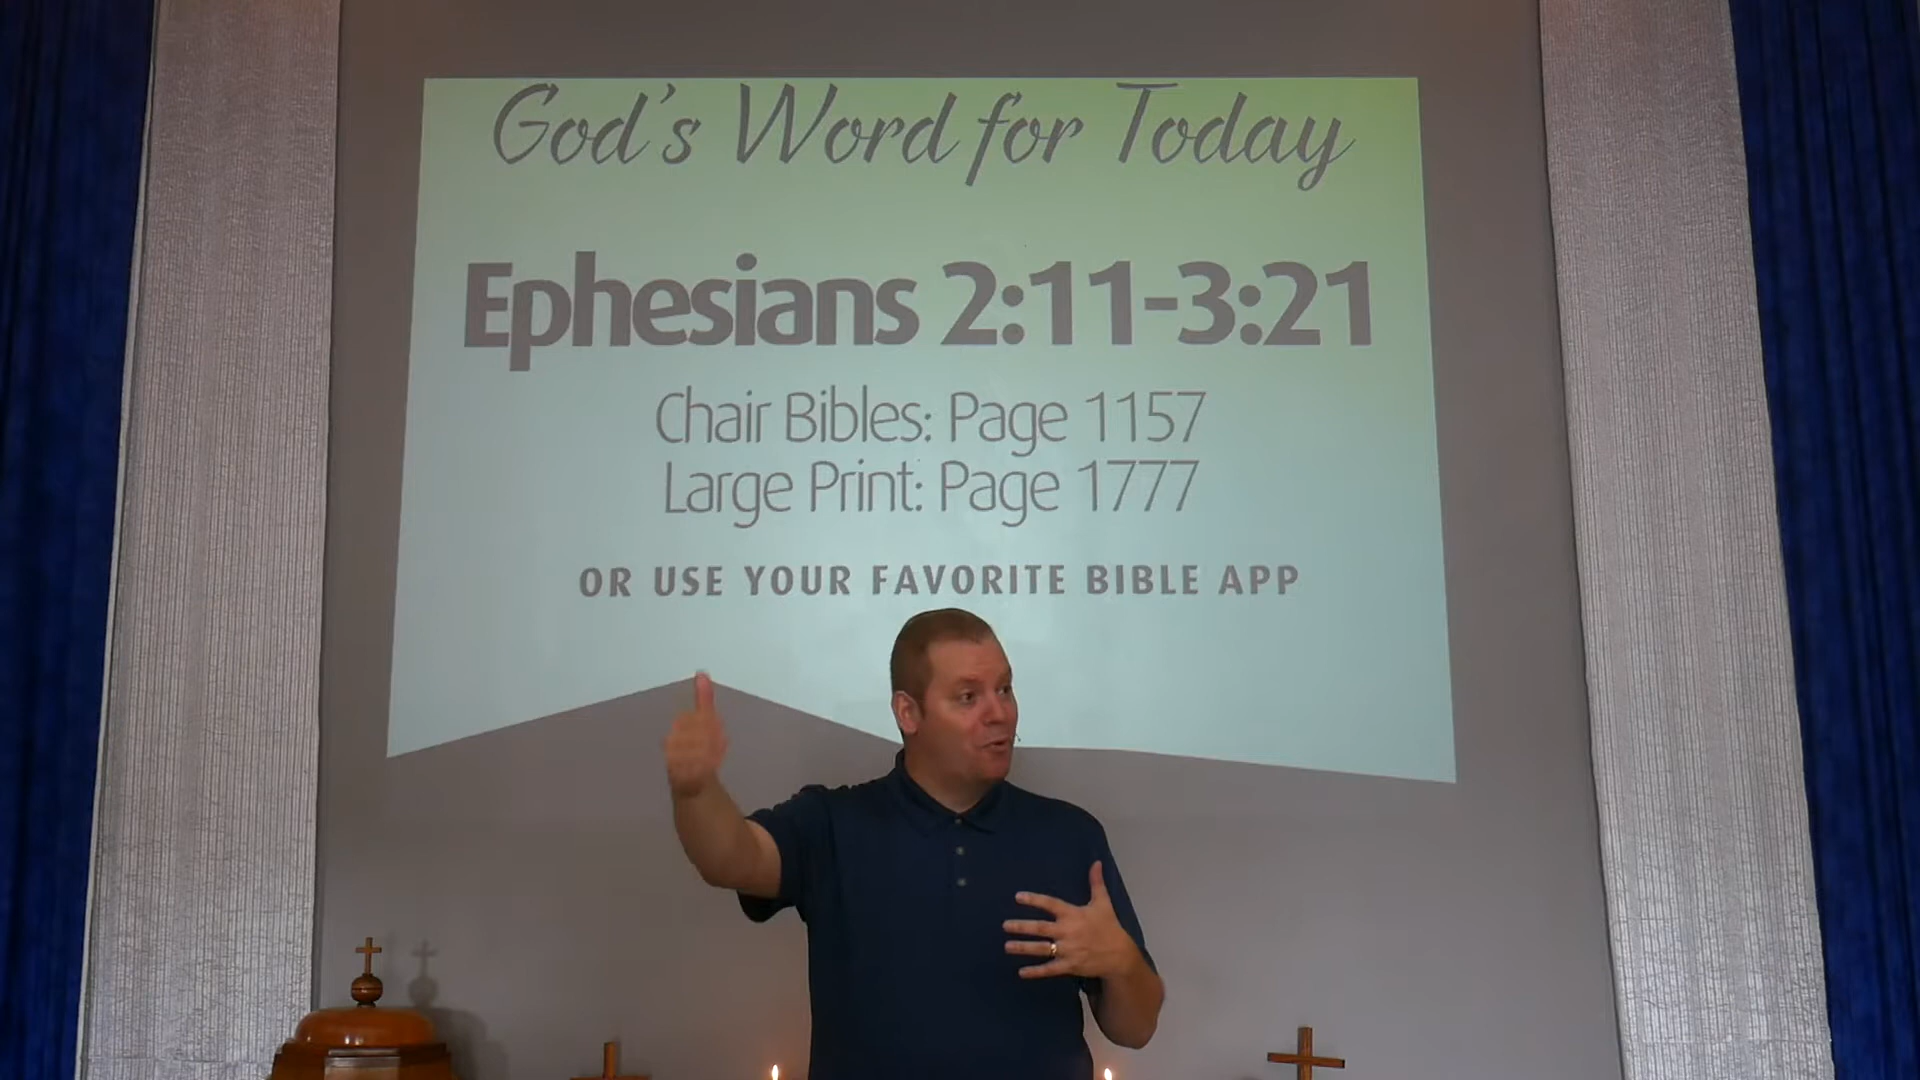 God's Word for Today
Ephesians 2:11-3:21
Chair Bibles: Page 1157
Large Print: Page 1777
OR USE YOUR FAVORITE BIBLE APP